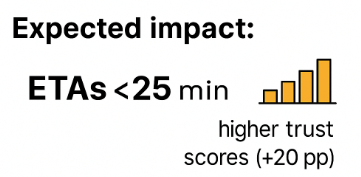 Expected impact:
ETAs <25 min
higher trust
scores (+20 pp)